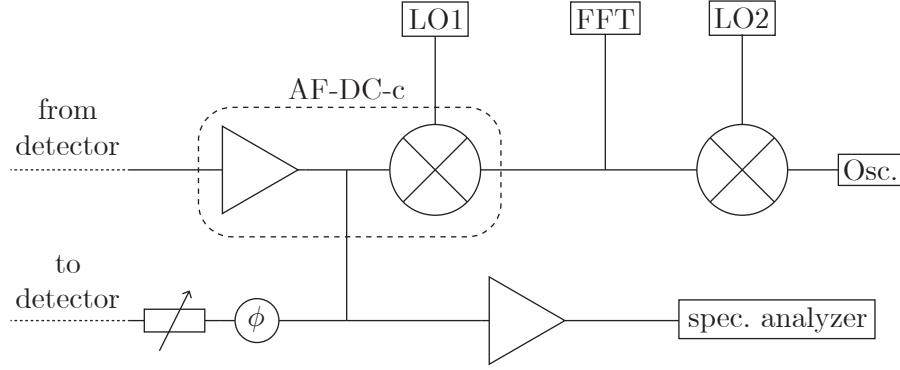 LO1
FFT
LO2
AF-DC-c
from
detector
Osc.
to
detector
ϕ
spec. analyzer